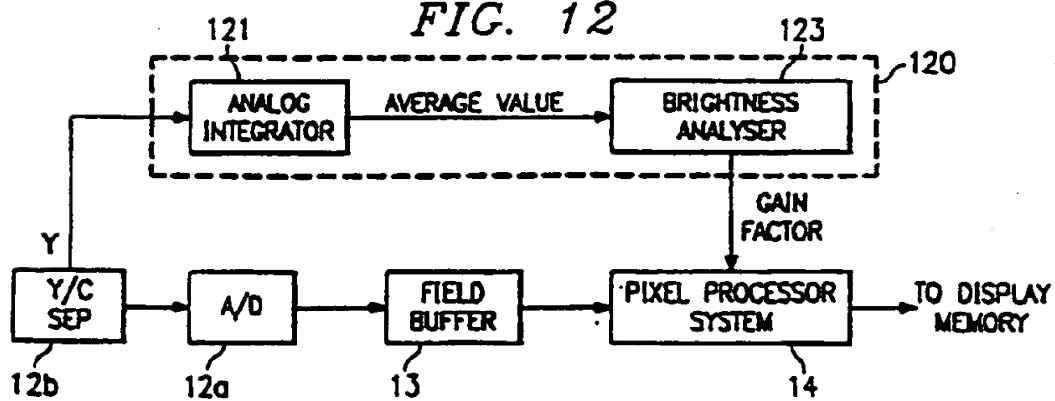 FIG. 12
121
123
120
ANALOG
INTEGRATOR
AVERAGE VALUE
BRIGHTNESS
ANALYSER
GAIN
FACTOR
Y
Y/C
SEP
A/D
FIELD
BUFFER
PIXEL PROCESSOR
SYSTEM
TO DISPLAY
MEMORY
12b
12a
13
14